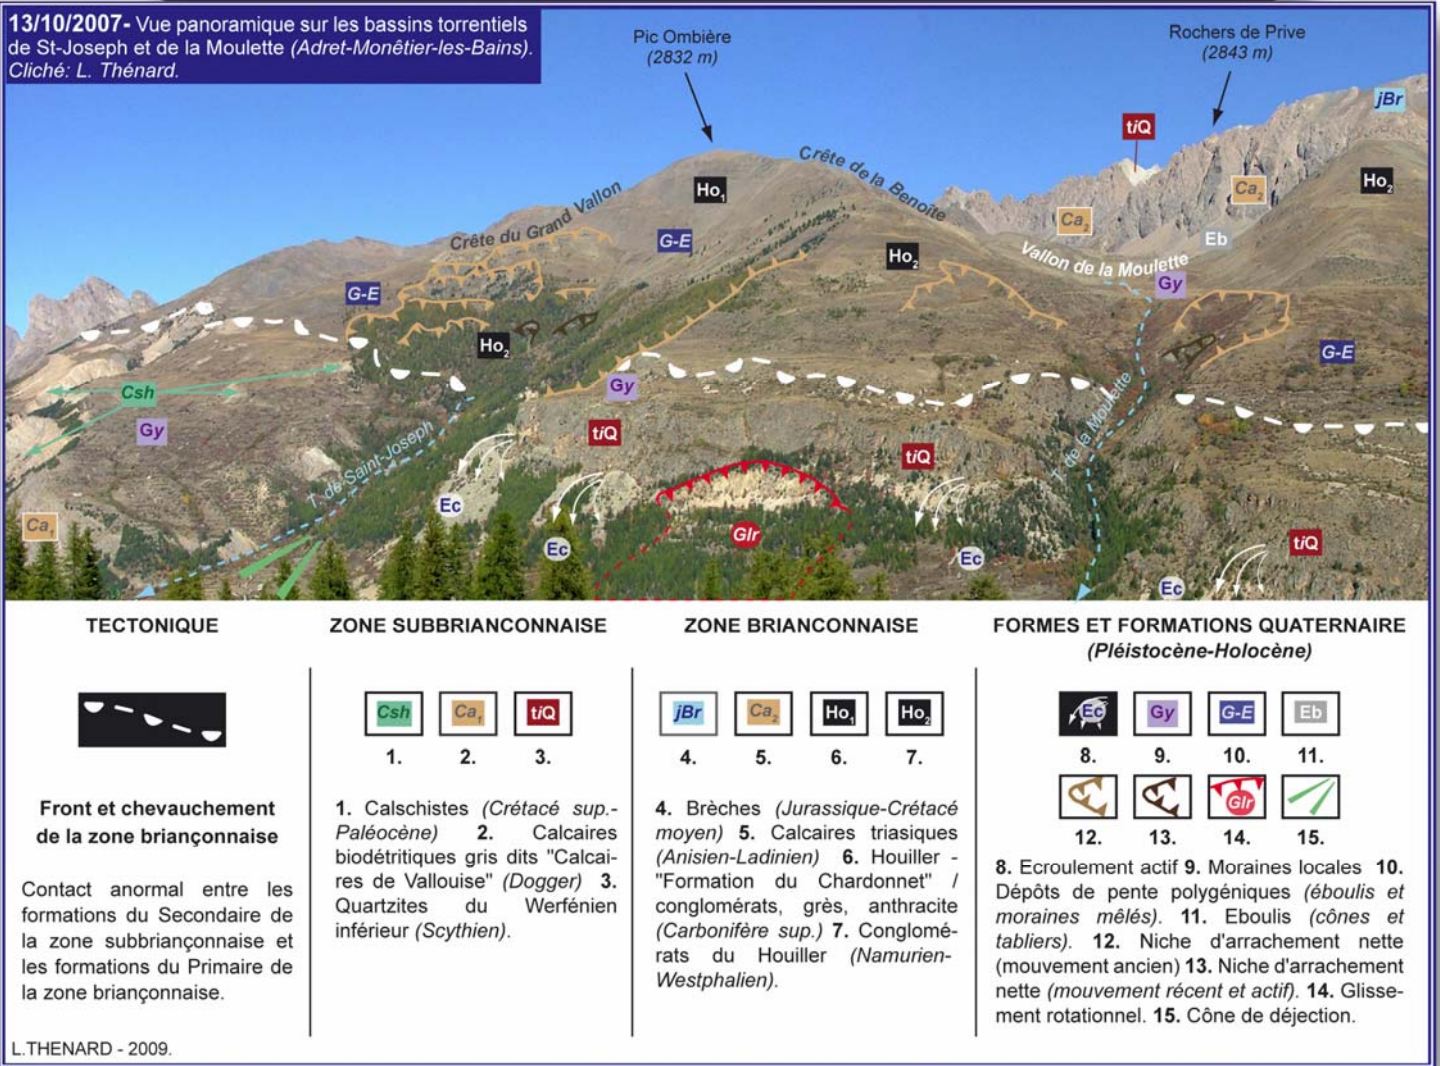 13/10/2007- Vue panoramique sur les bassins torrentiels
de St-Joseph et de la Moulette (Adret-Monêtier-les-Bains).
Cliché: L. Thénard.
Pic Ombière
(2832 m)
Rochers de Prive
(2843 m)
jBr
tiQ
Crête de la Benoîte
Ho1
Ho2
Ca2
Ca2
Crête du Grand Vallon
G-E
Eb
Ho2
Vallon de la Moulette
Gy
G-E
Ho2
G-E
Csh
Gy
Gy
T. de la Moulette
tiQ
tiQ
T. de Saint-Joseph
Ec
Ca1
Glr
Ec
Ec
tiQ
Ec
TECTONIQUE
Front et chevauchement
de la zone briançonnaise
Contact anormal entre les
formations du Secondaire de
la zone subbriançonnaise et
les formations du Primaire de
la zone briançonnaise.
ZONE SUBBRIANCONNAISE
Csh Ca1 tiQ
1. 2. 3.
1. Calschistes (Crétacé sup.-
Paléocène) 2. Calcaires
biodétritiques gris dits "Calcai-
res de Vallouise" (Dogger) 3.
Quartzites du Werfénien
inférieur (Scythien).
ZONE BRIANCONNAISE
jBr Ca2 Ho1 Ho2
4. 5. 6. 7.
4. Brèches (Jurassique-Crétacé
moyen) 5. Calcaires triasiques
(Anisien-Ladinien) 6. Houiller -
"Formation du Chardonnet" /
conglomérats, grès, anthracite
(Carbonifère sup.) 7. Conglomé-
rats du Houiller (Namurien-
Westphalien).
FORMES ET FORMATIONS QUATERNAIRE
(Pléistocène-Holocène)
Ec Gy G-E Eb
8. 9. 10. 11.
Glr
12. 13. 14. 15.
8. Ecroulement actif 9. Moraines locales 10.
Dépôts de pente polygéniques (éboulis et
moraines mêlés). 11. Eboulis (cônes et
tabliers). 12. Niche d'arrachement nette
(mouvement ancien) 13. Niche d'arrachement
nette (mouvement récent et actif). 14. Glisse-
ment rotationnel. 15. Cône de déjection.
L.THENARD - 2009.